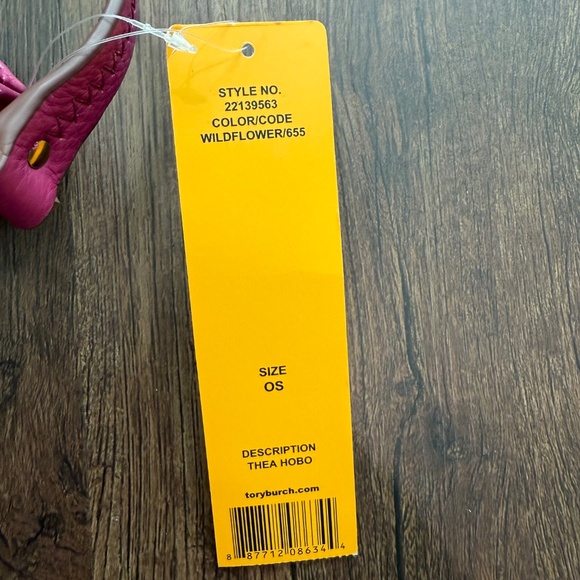 STYLE NO.
22139563
COLOR/CODE
WILDFLOWER/655
SIZE
OS
DESCRIPTION
THEA HOBO
toryburch.com
8 87712 08634 4